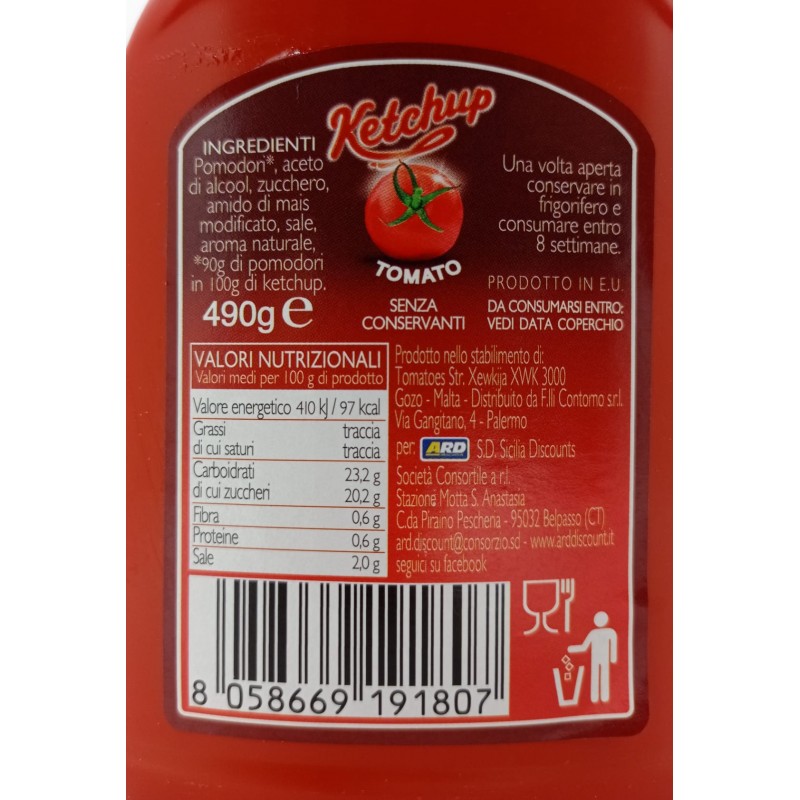 Ketchup
INGREDIENTI
Pomodori*, aceto
di alcool, zucchero,
amido di mais
modificato, sale,
aroma naturale,
*90g di pomodori
in 100g di ketchup.
490g e
TOMATO
SENZA
CONSERVANTI
Una volta aperta
conservare in
frigorifero e
consumare entro
8 settimane.
PRODOTTO IN E.U.
DA CONSUMARSI ENTRO:
VEDI DATA COPERCHIO
VALORI NUTRIZIONALI
Valori medi per 100 g di prodotto
Valore energetico 410 kJ / 97 kcal
Grassi traccia
di cui saturi traccia
Carboidrati 23,2 g
di cui zuccheri 20,2 g
Fibra 0,6 g
Proteine 0,6 g
Sale 2,0 g
Prodotto nello stabilimento di:
Tomatoes Str. Xewkija XWK 3000
Gozo - Malta - Distribuito da F.lli Contorno s.r.l.
Via Gangitano, 4 - Palermo
per: ARD S.D. Sicilia Discounts
Società Consortile a r.l.
Stazione Motta S. Anastasia
C.da Piraino Pescheria - 95032 Belpasso (CT)
ard.discount@consorzio.sd - www.arddiscount.it
seguici su facebook
8 058669 191807